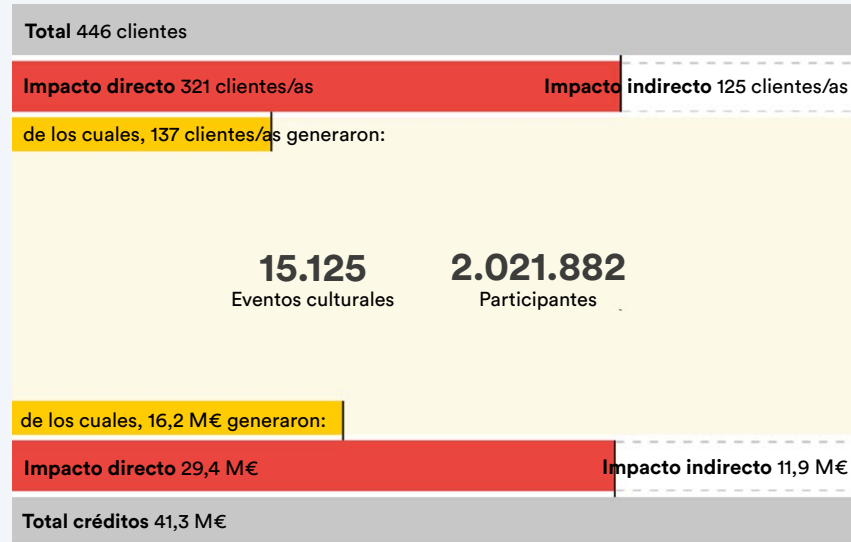 Total 446 clientes
Impacto directo 321 clientes/as Impacto indirecto 125 clientes/as
de los cuales, 137 clientes/as generaron:
15.125 2.021.882
Eventos culturales Participantes
de los cuales, 16,2 M€ generaron:
Impacto directo 29,4 M€ Impacto indirecto 11,9 M€
Total créditos 41,3 M€